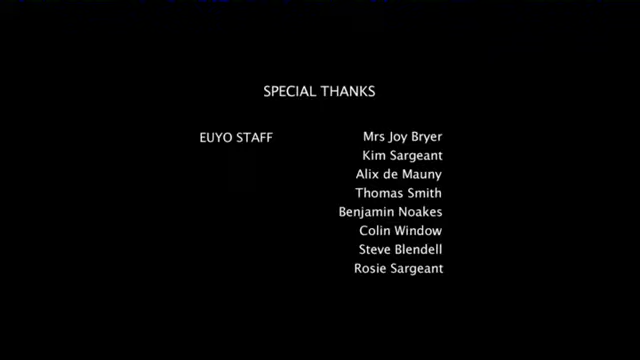 SPECIAL THANKS
EUYO STAFF Mrs Joy Bryer
Kim Sargeant
Alix de Mauny
Thomas Smith
Benjamin Noakes
Colin Window
Steve Blendell
Rosie Sargeant